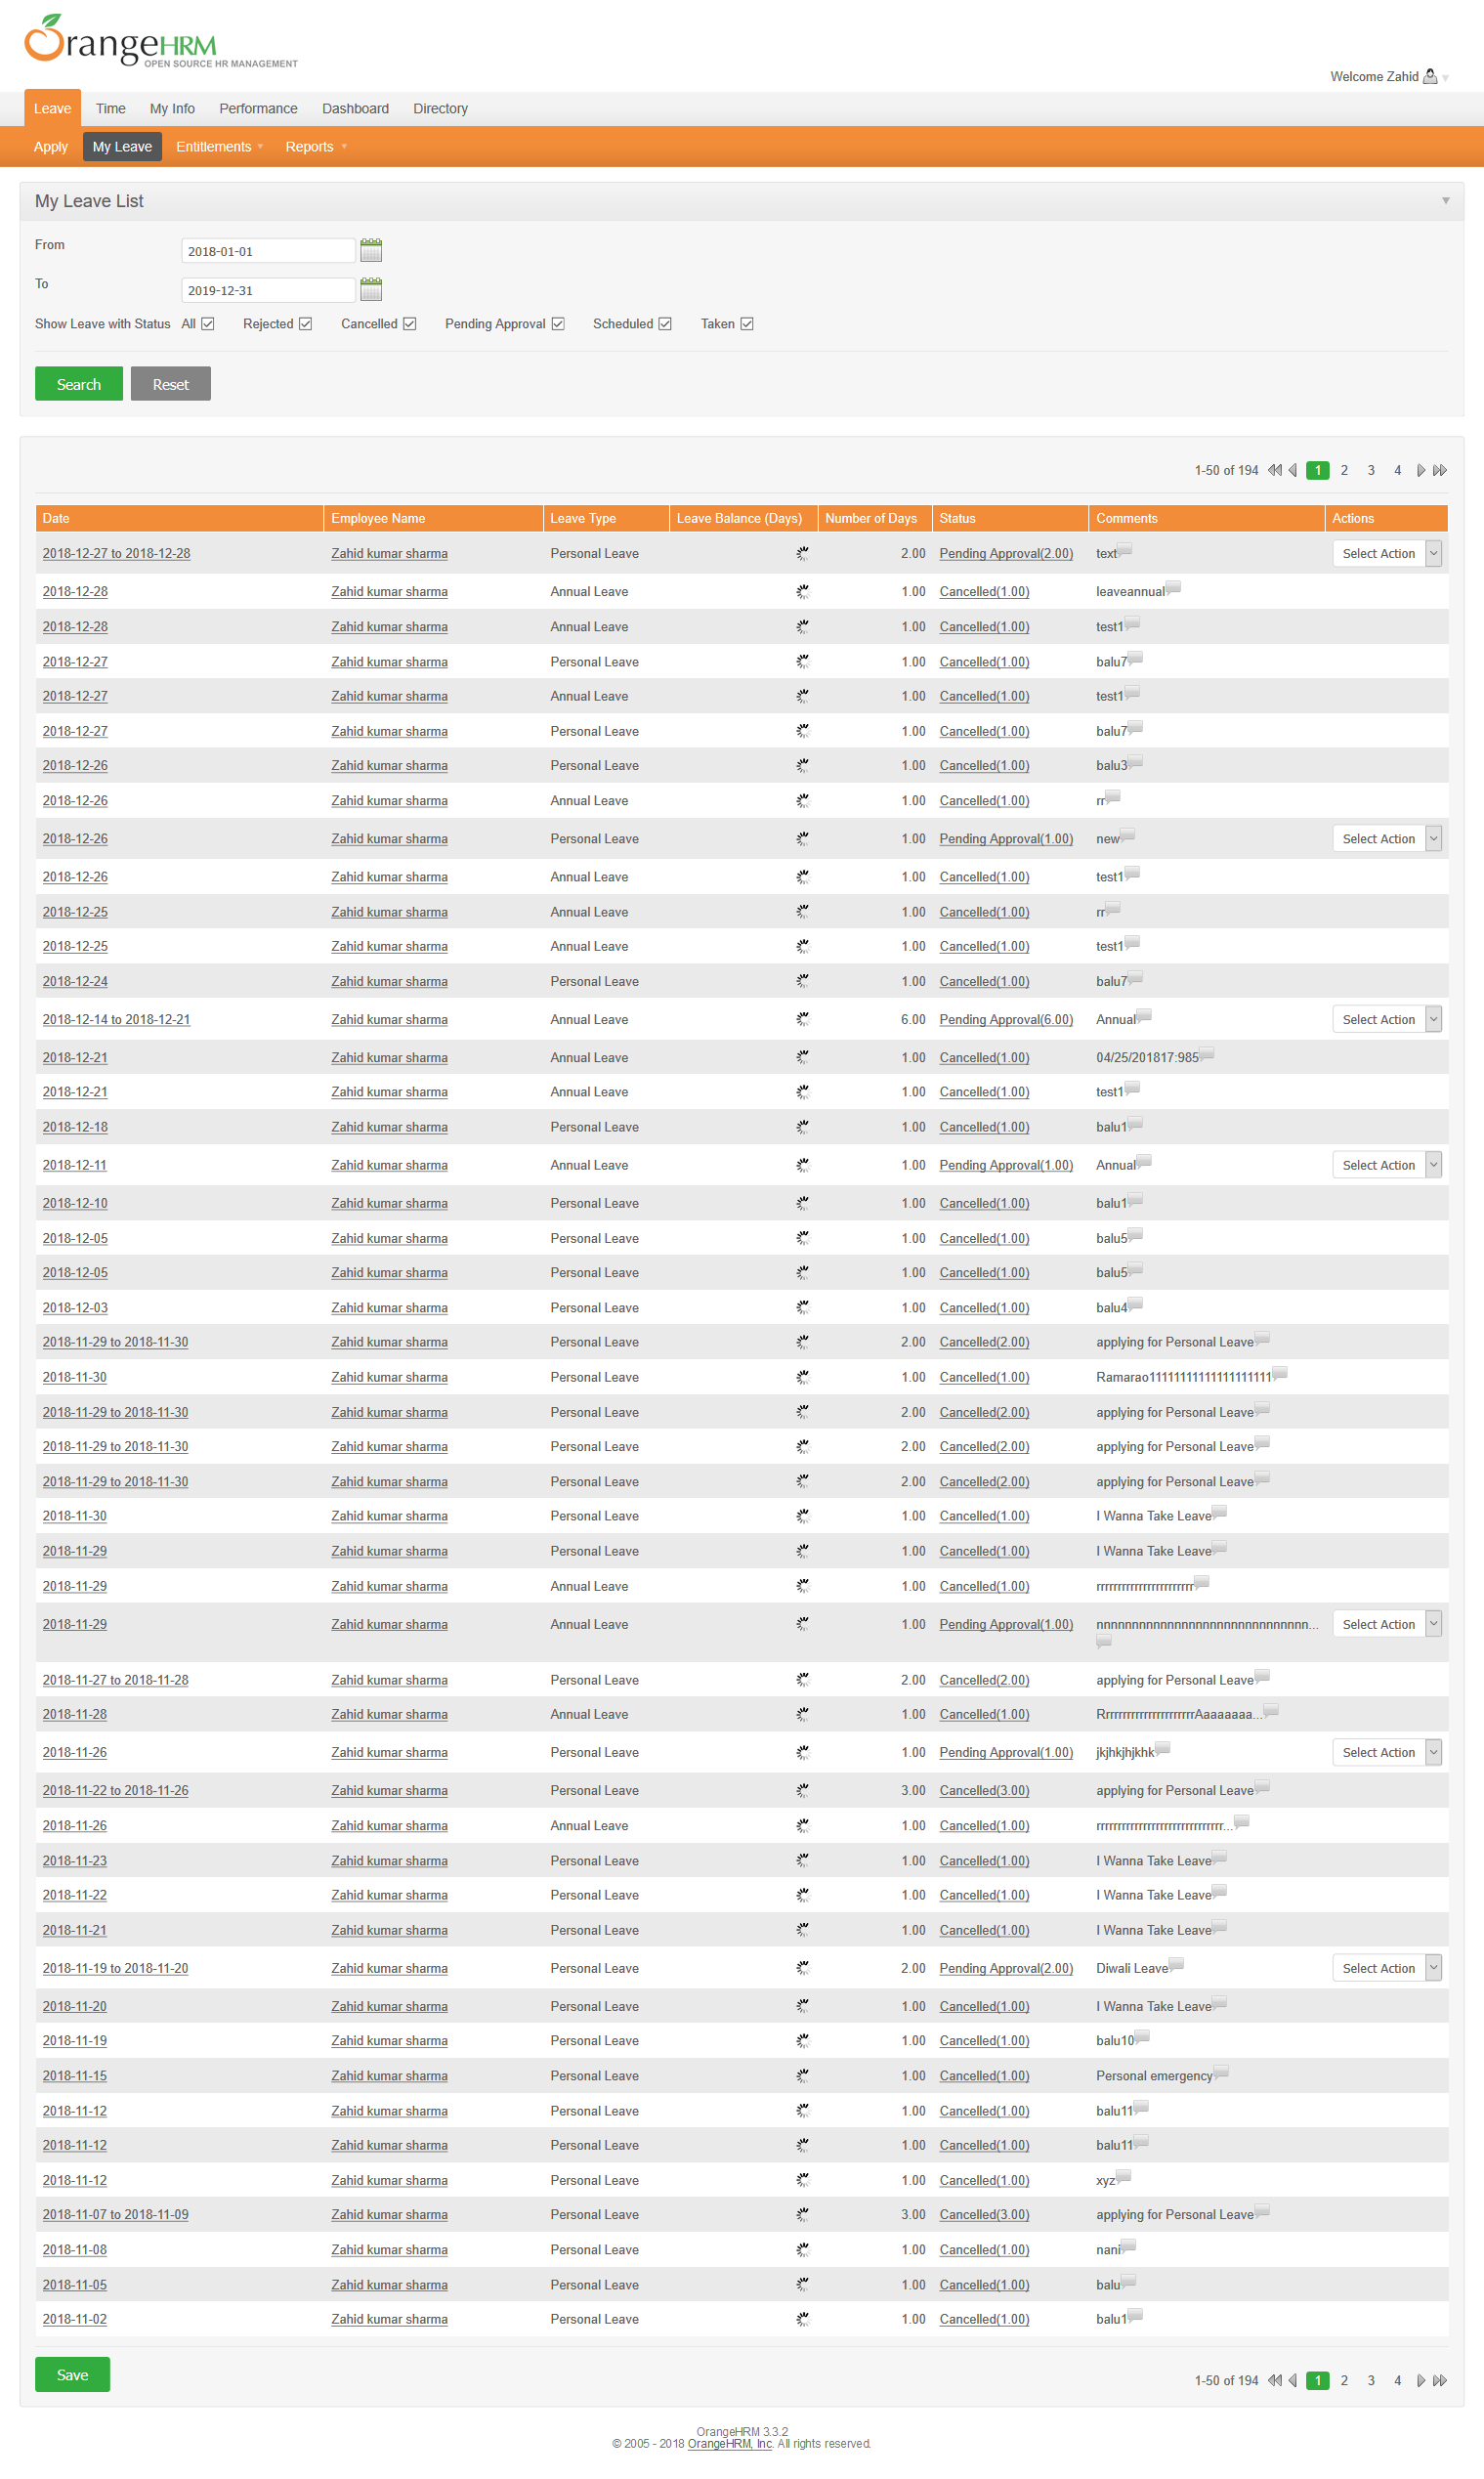 OrangeHRM
OPEN SOURCE HR MANAGEMENT
Welcome Zahid
Leave Time My Info Performance Dashboard Directory
Apply My Leave Entitlements Reports
My Leave List
From 2018-01-01
To 2019-12-31
Show Leave with Status All Rejected Cancelled Pending Approval Scheduled Taken
Search Reset
1-50 of 194 1 2 3 4
Date Employee Name Leave Type Leave Balance (Days) Number of Days Status Comments Actions
2018-12-27 to 2018-12-28 Zahid kumar sharma Personal Leave 2.00 Pending Approval(2.00) text Select Action
2018-12-28 Zahid kumar sharma Annual Leave 1.00 Cancelled(1.00) leaveannual
2018-12-28 Zahid kumar sharma Annual Leave 1.00 Cancelled(1.00) test1
2018-12-27 Zahid kumar sharma Personal Leave 1.00 Cancelled(1.00) balu7
2018-12-27 Zahid kumar sharma Annual Leave 1.00 Cancelled(1.00) test1
2018-12-27 Zahid kumar sharma Personal Leave 1.00 Cancelled(1.00) balu7
2018-12-26 Zahid kumar sharma Personal Leave 1.00 Cancelled(1.00) balu3
2018-12-26 Zahid kumar sharma Annual Leave 1.00 Cancelled(1.00) rr
2018-12-26 Zahid kumar sharma Personal Leave 1.00 Pending Approval(1.00) new Select Action
2018-12-26 Zahid kumar sharma Annual Leave 1.00 Cancelled(1.00) test1
2018-12-25 Zahid kumar sharma Annual Leave 1.00 Cancelled(1.00) rr
2018-12-25 Zahid kumar sharma Annual Leave 1.00 Cancelled(1.00) test1
2018-12-24 Zahid kumar sharma Personal Leave 1.00 Cancelled(1.00) balu7
2018-12-14 to 2018-12-21 Zahid kumar sharma Annual Leave 6.00 Pending Approval(6.00) Annual Select Action
2018-12-21 Zahid kumar sharma Annual Leave 1.00 Cancelled(1.00) 04/25/201817:985
2018-12-21 Zahid kumar sharma Annual Leave 1.00 Cancelled(1.00) test1
2018-12-18 Zahid kumar sharma Personal Leave 1.00 Cancelled(1.00) balu1
2018-12-11 Zahid kumar sharma Annual Leave 1.00 Pending Approval(1.00) Annual Select Action
2018-12-10 Zahid kumar sharma Personal Leave 1.00 Cancelled(1.00) balu1
2018-12-05 Zahid kumar sharma Personal Leave 1.00 Cancelled(1.00) balu5
2018-12-05 Zahid kumar sharma Personal Leave 1.00 Cancelled(1.00) balu5
2018-12-03 Zahid kumar sharma Personal Leave 1.00 Cancelled(1.00) balu4
2018-11-29 to 2018-11-30 Zahid kumar sharma Personal Leave 2.00 Cancelled(2.00) applying for Personal Leave
2018-11-30 Zahid kumar sharma Personal Leave 1.00 Cancelled(1.00)
2018-11-29 to 2018-11-30 Zahid kumar sharma Personal Leave 2.00 Cancelled(2.00) applying for Personal Leave
2018-11-29 to 2018-11-30 Zahid kumar sharma Personal Leave 2.00 Cancelled(2.00) applying for Personal Leave
2018-11-29 to 2018-11-30 Zahid kumar sharma Personal Leave 2.00 Cancelled(2.00) applying for Personal Leave
2018-11-30 Zahid kumar sharma Personal Leave 1.00 Cancelled(1.00) I Wanna Take Leave
2018-11-29 Zahid kumar sharma Personal Leave 1.00 Cancelled(1.00) I Wanna Take Leave
2018-11-29 Zahid kumar sharma Annual Leave 1.00 Cancelled(1.00)
2018-11-29 Zahid kumar sharma Annual Leave 1.00 Pending Approval(1.00) Select Action
2018-11-27 to 2018-11-28 Zahid kumar sharma Personal Leave 2.00 Cancelled(2.00) applying for Personal Leave
2018-11-28 Zahid kumar sharma Annual Leave 1.00 Cancelled(1.00)
2018-11-26 Zahid kumar sharma Personal Leave 1.00 Pending Approval(1.00) jkjhkjhjkhk Select Action
2018-11-22 to 2018-11-26 Zahid kumar sharma Personal Leave 3.00 Cancelled(3.00) applying for Personal Leave
2018-11-26 Zahid kumar sharma Annual Leave 1.00 Cancelled(1.00)
2018-11-23 Zahid kumar sharma Personal Leave 1.00 Cancelled(1.00) I Wanna Take Leave
2018-11-22 Zahid kumar sharma Personal Leave 1.00 Cancelled(1.00) I Wanna Take Leave
2018-11-21 Zahid kumar sharma Personal Leave 1.00 Cancelled(1.00) I Wanna Take Leave
2018-11-19 to 2018-11-20 Zahid kumar sharma Personal Leave 2.00 Pending Approval(2.00) Diwali Leave Select Action
2018-11-20 Zahid kumar sharma Personal Leave 1.00 Cancelled(1.00) I Wanna Take Leave
2018-11-19 Zahid kumar sharma Personal Leave 1.00 Cancelled(1.00) balu10
2018-11-15 Zahid kumar sharma Personal Leave 1.00 Cancelled(1.00) Personal emergency
2018-11-12 Zahid kumar sharma Personal Leave 1.00 Cancelled(1.00) balu11
2018-11-12 Zahid kumar sharma Personal Leave 1.00 Cancelled(1.00) balu11
2018-11-12 Zahid kumar sharma Personal Leave 1.00 Cancelled(1.00) xyz
2018-11-07 to 2018-11-09 Zahid kumar sharma Personal Leave 3.00 Cancelled(3.00) applying for Personal Leave
2018-11-08 Zahid kumar sharma Personal Leave 1.00 Cancelled(1.00) nani
2018-11-05 Zahid kumar sharma Personal Leave 1.00 Cancelled(1.00) balu
2018-11-02 Zahid kumar sharma Personal Leave 1.00 Cancelled(1.00) balu1
Save
1-50 of 194 1 2 3 4
OrangeHRM 3.3.2
© 2005 - 2018 OrangeHRM, Inc. All rights reserved.